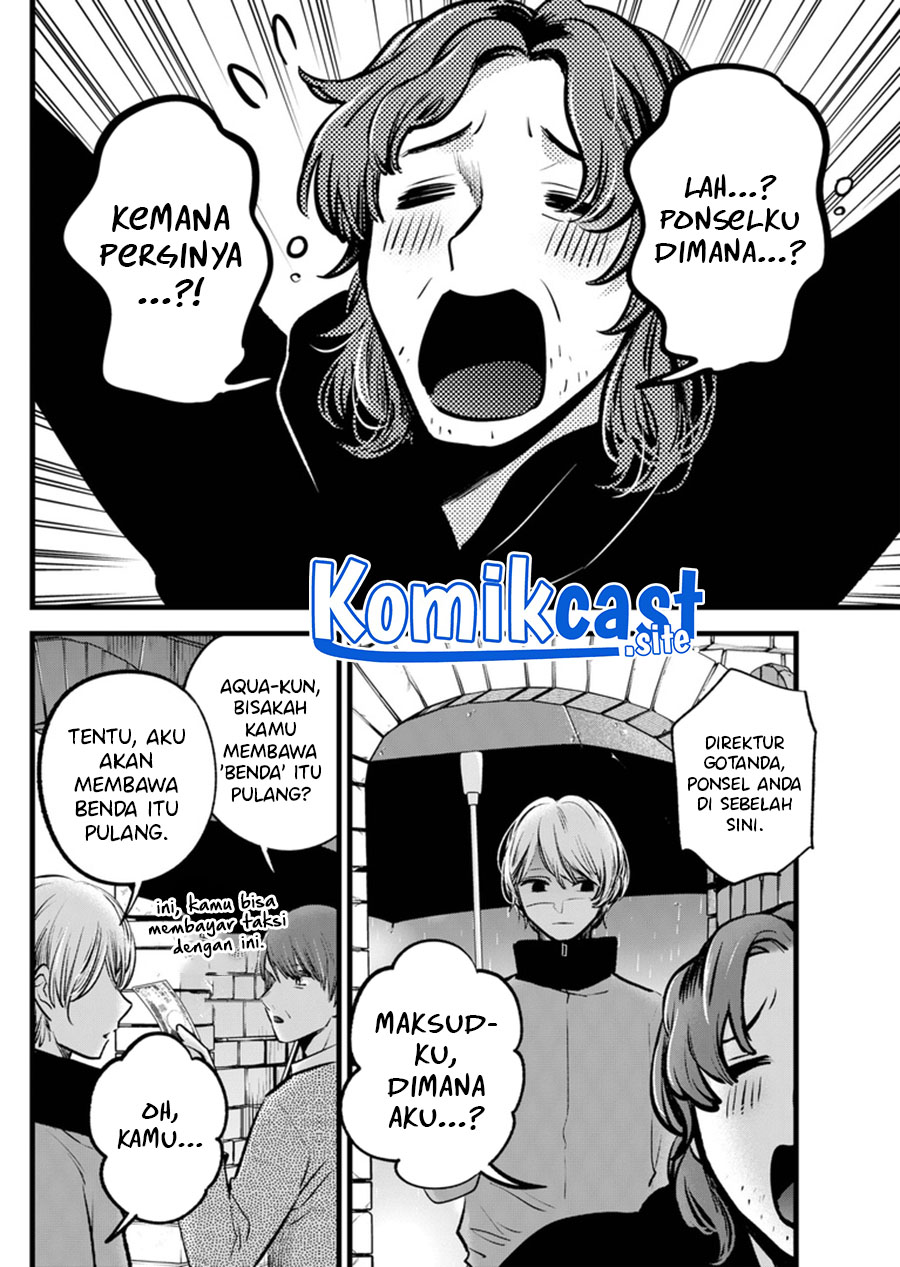 LAH...?
PONSELKU
DIMANA...?
KEMANA
PERGINYA
...?!
Komikcast
.site
DIREKTUR
GOTANDA,
PONSEL ANDA
DI SEBELAH
SINI.
MAKSUD-
KU,
DIMANA
AKU...?
AQUA-KUN,
BISAKAH
KAMU
MEMBAWA
'BENDA' ITU
PULANG?
TENTU, AKU
AKAN
MEMBAWA
BENDA ITU
PULANG.
ini, kamu bisa
membayar taksi
dengan ini.
OH,
KAMU...